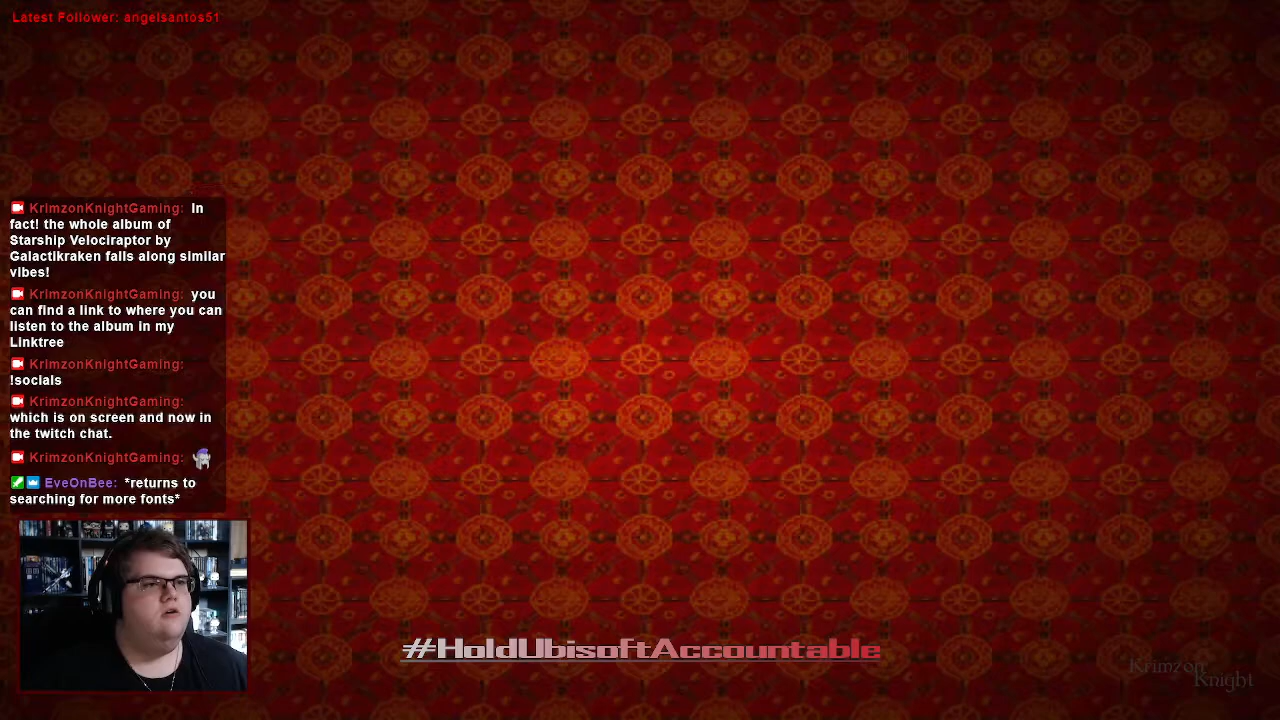 Latest Follower: angelsantos51
KrimzonKnightGaming: In
fact! the whole album of
Starship Velociraptor by
Galactikraken falls along similar
vibes!
KrimzonKnightGaming: you
can find a link to where you can
listen to the album in my
Linktree
KrimzonKnightGaming:
!socials
KrimzonKnightGaming:
which is on screen and now in
the twitch chat.
KrimzonKnightGaming:
EveOnBee: *returns to
searching for more fonts*
#HoldUbisoftAccountable
Krimzon
Knight